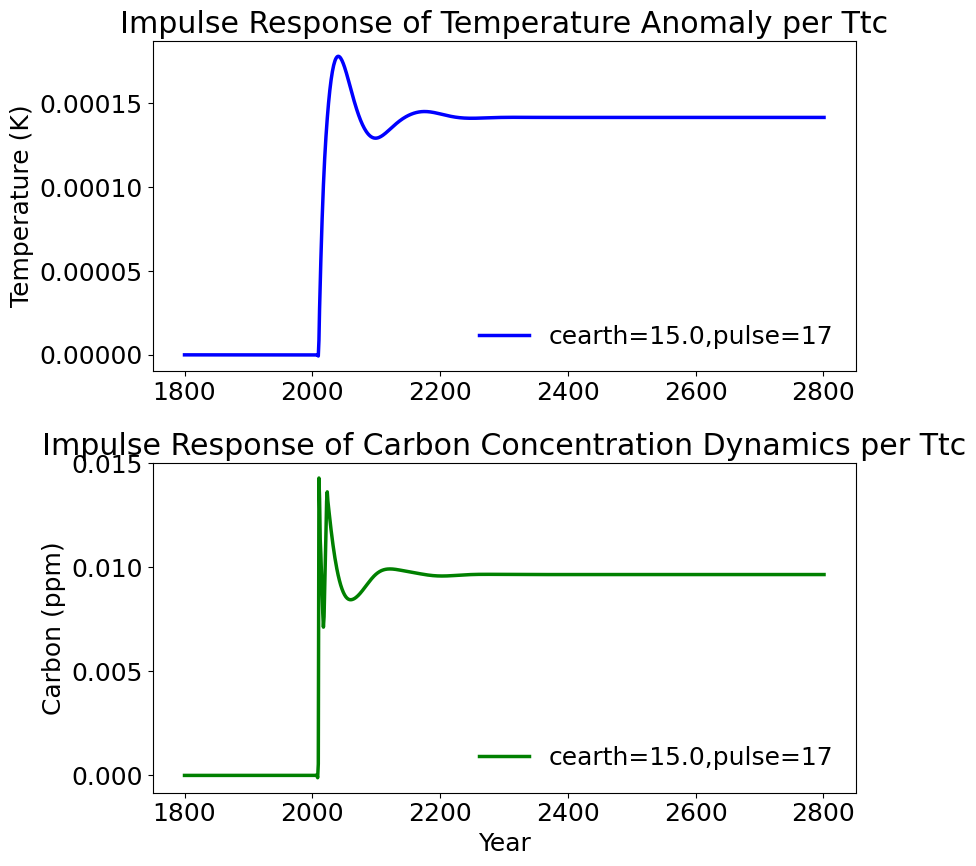 Impulse Response of Temperature Anomaly per Ttc
Temperature (K)
0.00015
0.00010
0.00005
0.00000
cearth=15.0,pulse=17
1800 2000 2200 2400 2600 2800
Impulse Response of Carbon Concentration Dynamics per Ttc
Carbon (ppm)
0.015
0.010
0.005
0.000
cearth=15.0,pulse=17
1800 2000 2200 2400 2600 2800
Year